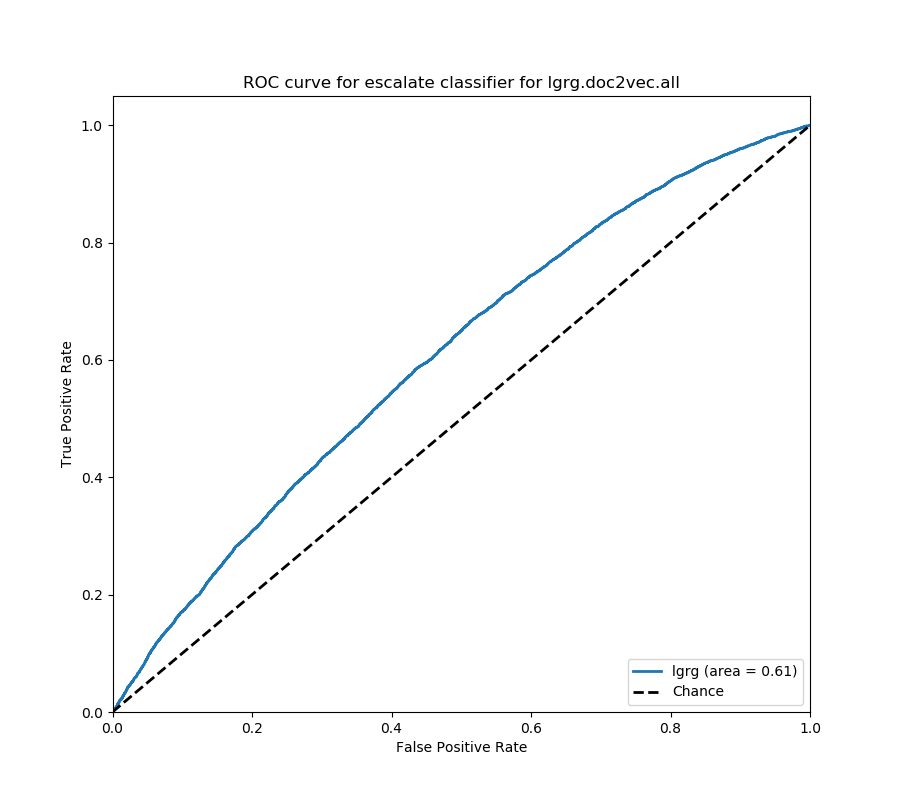 ROC curve for escalate classifier for lgrg.doc2vec.all
1.0
0.8
0.6
0.4
0.2
0.0
True Positive Rate
lgrg (area = 0.61)
Chance
0.0 0.2 0.4 0.6 0.8 1.0
False Positive Rate